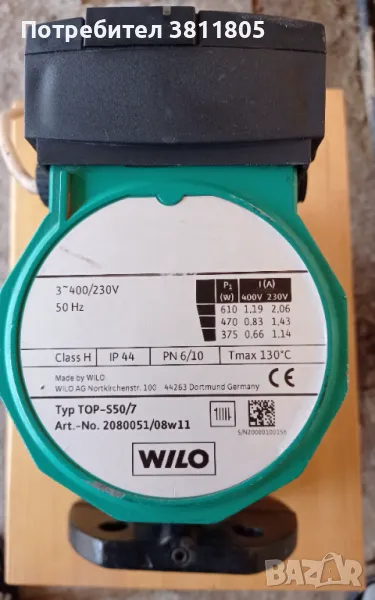 Потребител 3811805
3~400/230V
50 Hz
P1 (W) I (A) 400V 230V
610 1,19 2,06
470 0.83 1,43
375 0.66 1.14
Class H IP 44 PN 6/10 Tmax 130°C
Made by WILO
WILO AG Nortkirchenstr. 100 44263 Dortmund Germany CE
Typ TOP-S50/7
Art.-No. 2080051/08w11
WILO
BAZAR